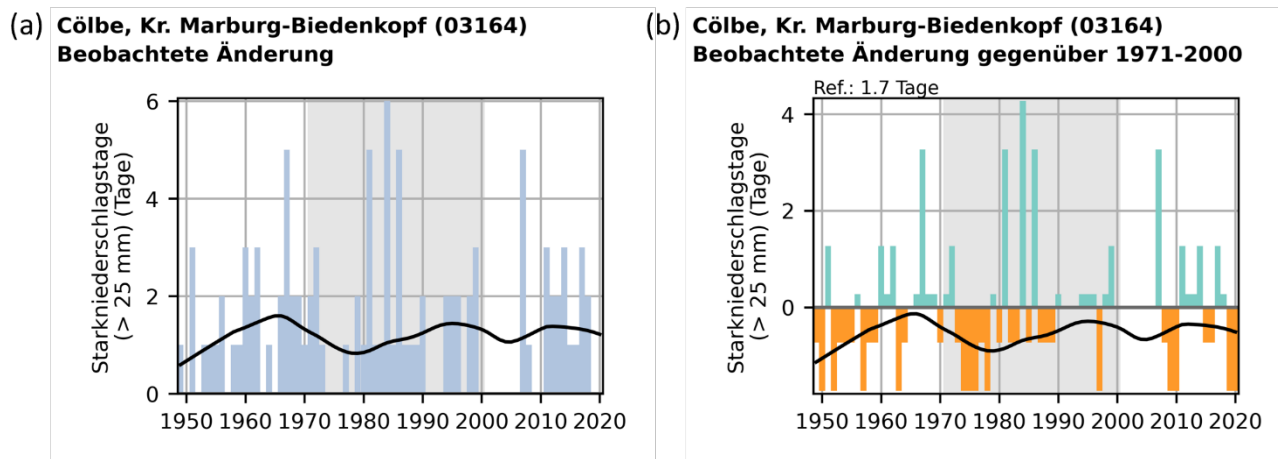 (a) Cölbe, Kr. Marburg-Biedenkopf (03164)
Beobachtete Änderung
Starkniederschlagstage
(> 25 mm) (Tage)
6
4
2
0
1950 1960 1970 1980 1990 2000 2010 2020
(b) Cölbe, Kr. Marburg-Biedenkopf (03164)
Beobachtete Änderung gegenüber 1971-2000
Ref.: 1.7 Tage
Starkniederschlagstage
(> 25 mm) (Tage)
4
2
0
1950 1960 1970 1980 1990 2000 2010 2020